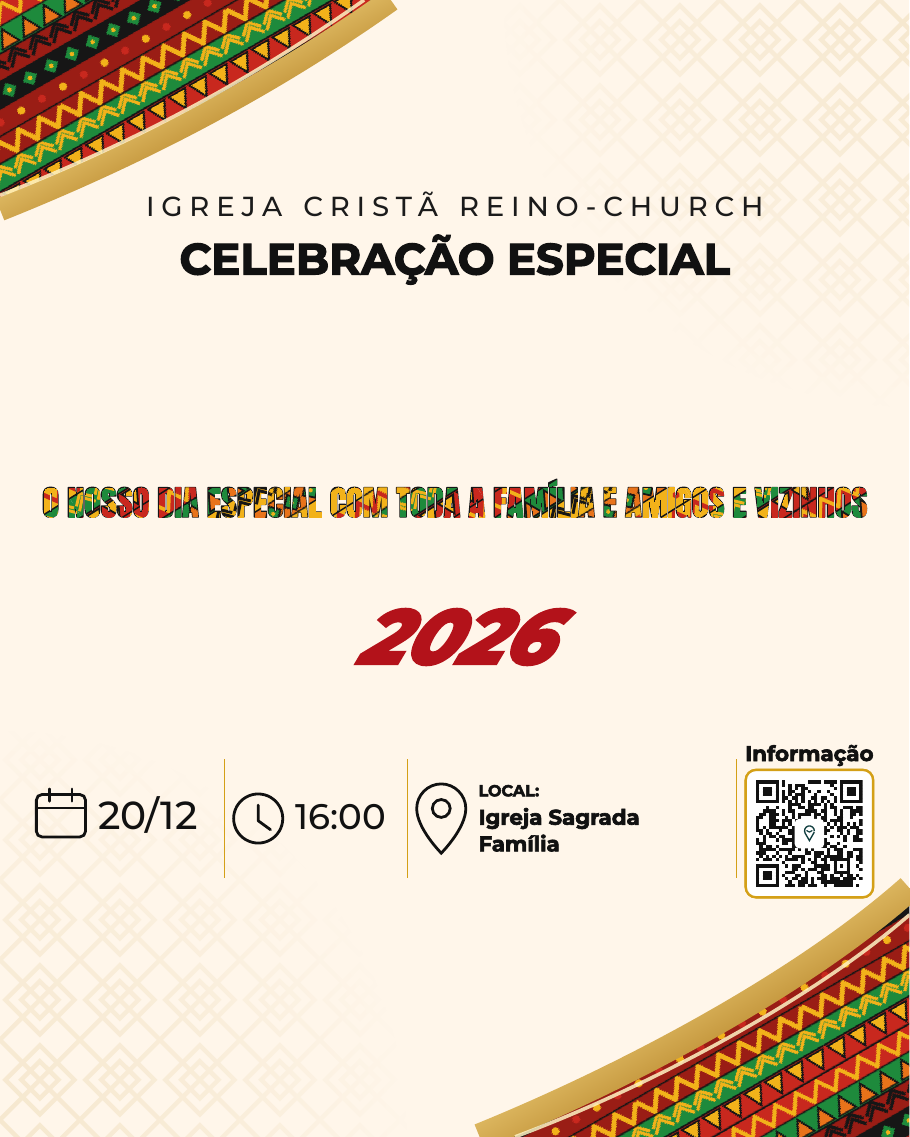 IGREJA CRISTÃ REINO-CHURCH
CELEBRAÇÃO ESPECIAL
O NOSSO DIA ESPECIAL COM TODA A FAMÍLIA E AMIGOS E VIZINHOS
2026
Informação
20/12
16:00
LOCAL:
Igreja Sagrada
Família